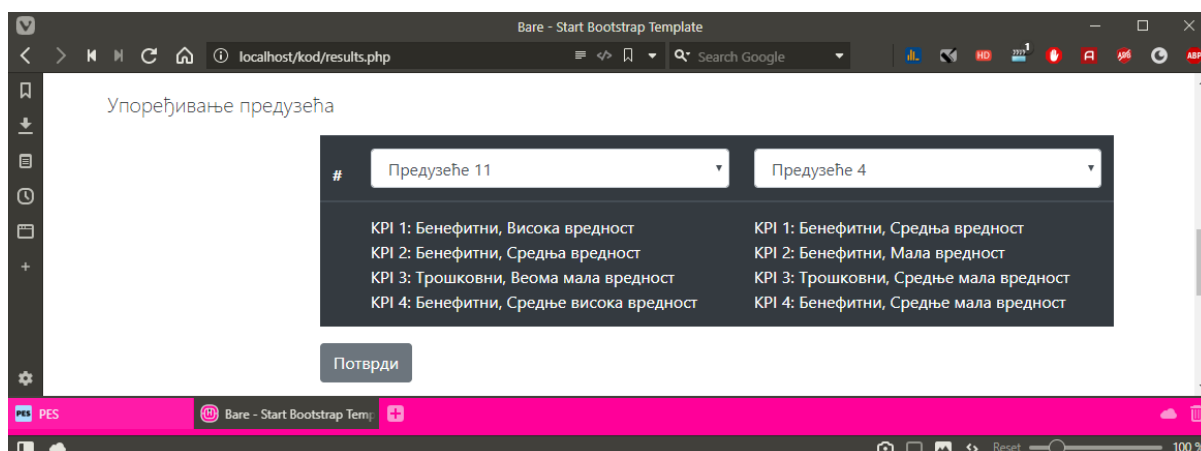 Bare - Start Bootstrap Template
localhost/kod/results.php
Search Google
Упоређивање предузећа
# Предузеће 11 Предузеће 4
KPI 1: Бенефитни, Висока вредност KPI 1: Бенефитни, Средња вредност
KPI 2: Бенефитни, Средња вредност KPI 2: Бенефитни, Мала вредност
KPI 3: Трошковни, Веома мала вредност KPI 3: Трошковни, Средње мала вредност
KPI 4: Бенефитни, Средње висока вредност KPI 4: Бенефитни, Средње мала вредност
Потврди
PES PES Bare - Start Bootstrap Temp
Reset 100 %